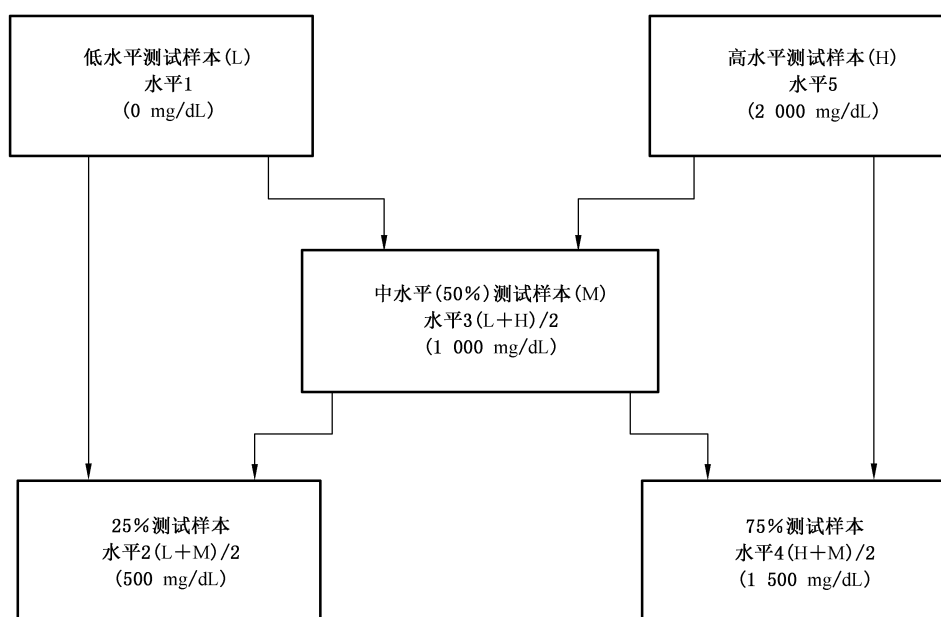 低水平测试样本(L)
水平1
(0 mg/dL)
高水平测试样本(H)
水平5
(2 000 mg/dL)
中水平(50%)测试样本(M)
水平3(L+H)/2
(1 000 mg/dL)
25%测试样本
水平2(L+M)/2
(500 mg/dL)
75%测试样本
水平4(H+M)/2
(1 500 mg/dL)